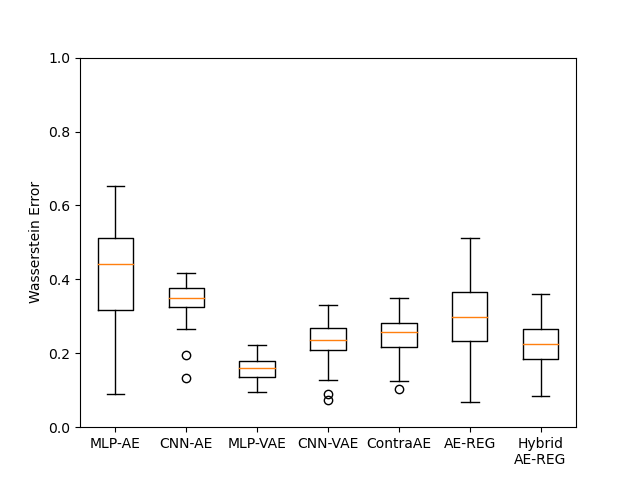 1.0
0.8
0.6
0.4
0.2
0.0
Wasserstein Error
MLP-AE CNN-AE MLP-VAE CNN-VAE ContraAE AE-REG Hybrid
AE-REG